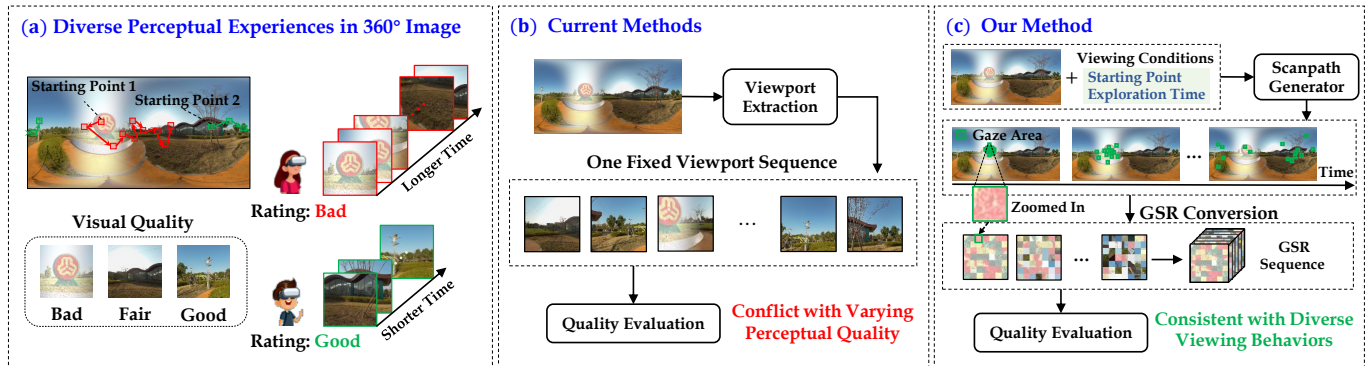 (a) Diverse Perceptual Experiences in 360° Image
Starting Point 1
Starting Point 2
Longer Time
Rating: Bad
Visual Quality
Bad Fair Good
Shorter Time
Rating: Good
(b) Current Methods
Viewport
Extraction
One Fixed Viewport Sequence
...
Quality Evaluation
Conflict with Varying
Perceptual Quality
(c) Our Method
Viewing Conditions
+ Starting Point
Exploration Time
Scanpath
Generator
Gaze Area
...
Time
Zoomed In
GSR Conversion
...
GSR
Sequence
Quality Evaluation
Consistent with Diverse
Viewing Behaviors